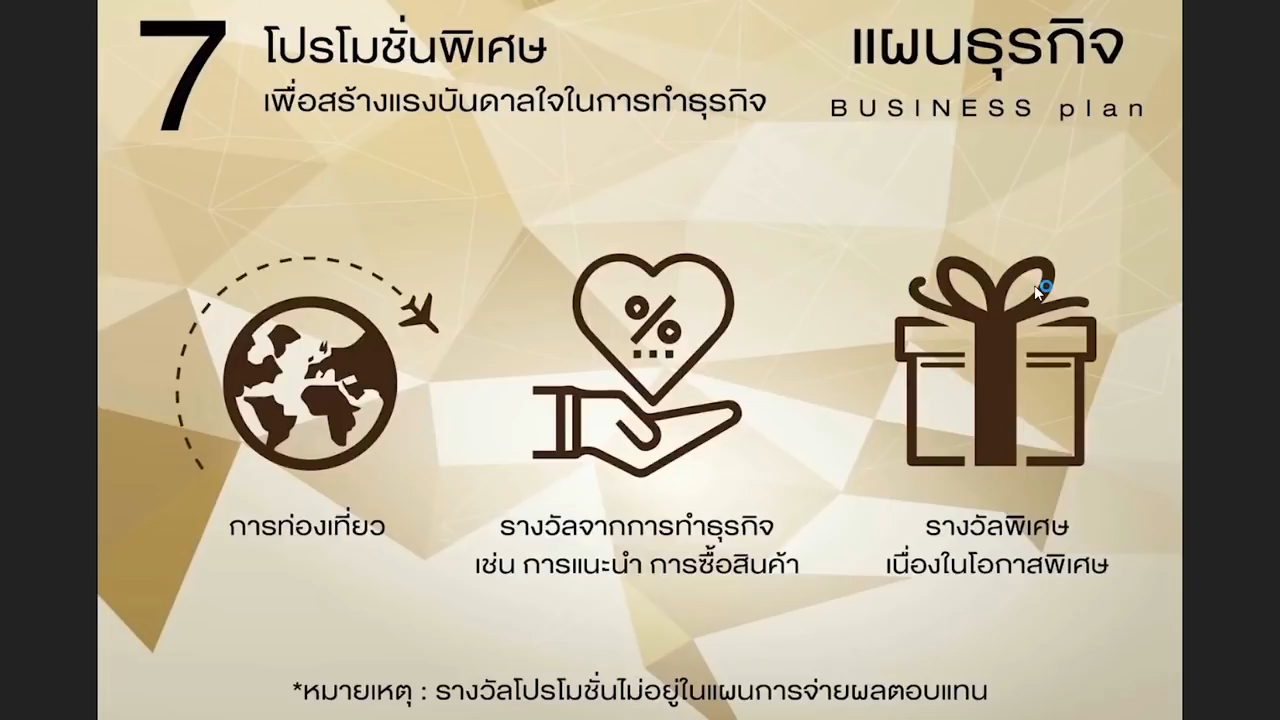 7
โปรโมชั่นพิเศษ
เพื่อสร้างแรงบันดาลใจในการทำธุรกิจ
แผนธุรกิจ
BUSINESS plan
%
การท่องเที่ยว
รางวัลจากการทำธุรกิจ
เช่น การแนะนำ การซื้อสินค้า
รางวัลพิเศษ
เนื่องในโอกาสพิเศษ
*หมายเหตุ : รางวัลโปรโมชั่นไม่อยู่ในแผนการจ่ายผลตอบแทน